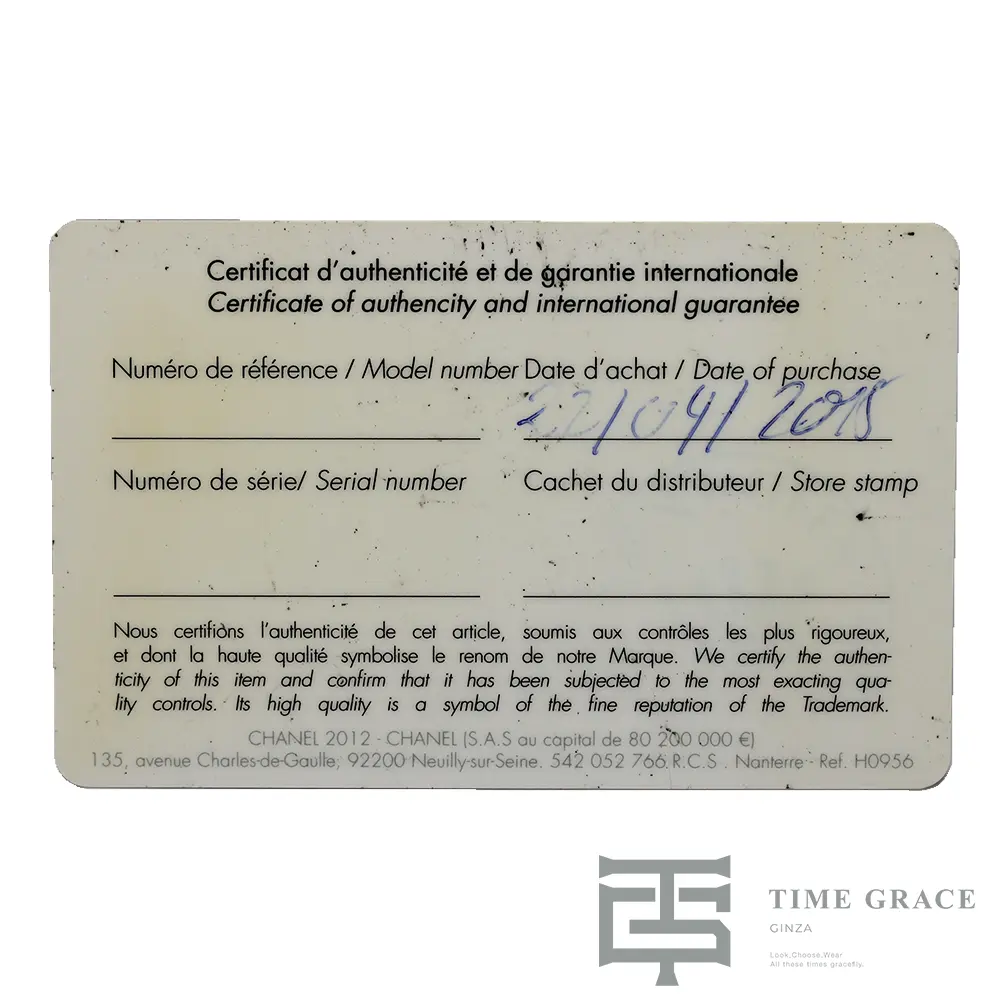 Certificat d'authenticité et de garantie internationale
Certificate of authencity and international guarantee
Numéro de référence / Model number Date d'achat / Date of purchase
22/04/2015
Numéro de série/ Serial number Cachet du distributeur / Store stamp
Nous certifions l'authenticité de cet article, soumis aux contrôles les plus rigoureux,
et dont la haute qualité symbolise le renom de notre Marque. We certify the authen-
ticity of this item and confirm that it has been subjected to the most exacting qua-
lity controls. Its high quality is a symbol of the fine reputation of the Trademark.
CHANEL 2012 - CHANEL (S.A.S au capital de 80 200 000 €)
135, avenue Charles-de-Gaulle, 92200 Neuilly-sur-Seine. 542 052 766 R.C.S. Nanterre - Ref. H0956
TIME GRACE
GINZA
Look,Choose,Wear
All these times gracefly.